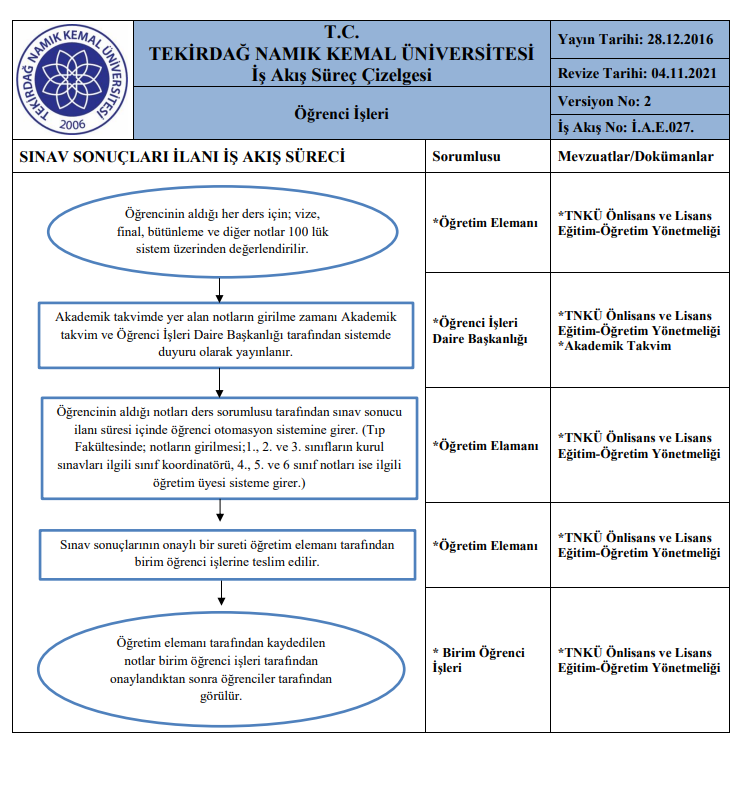 TEKİRDAĞ NAMIK KEMAL ÜNİVERSİTESİ
2006
T.C.
TEKİRDAĞ NAMIK KEMAL ÜNİVERSİTESİ
İş Akış Süreç Çizelgesi
Öğrenci İşleri
Yayın Tarihi: 28.12.2016
Revize Tarihi: 04.11.2021
Versiyon No: 2
İş Akış No: İ.A.E.027.
SINAV SONUÇLARI İLANI İŞ AKIŞ SÜRECİ
Sorumlusu
Mevzuatlar/Dokümanlar
Öğrencinin aldığı her ders için; vize,
final, bütünleme ve diğer notlar 100 lük
sistem üzerinden değerlendirilir.
*Öğretim Elemanı
*TNKÜ Önlisans ve Lisans
Eğitim-Öğretim Yönetmeliği
Akademik takvimde yer alan notların girilme zamanı Akademik
takvim ve Öğrenci İşleri Daire Başkanlığı tarafından sistemde
duyuru olarak yayınlanır.
*Öğrenci İşleri
Daire Başkanlığı
*TNKÜ Önlisans ve Lisans
Eğitim-Öğretim Yönetmeliği
*Akademik Takvim
Öğrencinin aldığı notları ders sorumlusu tarafından sınav sonucu
ilanı süresi içinde öğrenci otomasyon sistemine girer. (Tıp
Fakültesinde; notların girilmesi;1., 2. ve 3. sınıfların kurul
sınavları ilgili sınıf koordinatörü, 4., 5. ve 6 sınıf notları ise ilgili
öğretim üyesi sisteme girer.)
*Öğretim Elamanı
*TNKÜ Önlisans ve Lisans
Eğitim-Öğretim Yönetmeliği
Sınav sonuçlarının onaylı bir sureti öğretim elemanı tarafından
birim öğrenci işlerine teslim edilir.
*Öğretim Elemanı
*TNKÜ Önlisans ve Lisans
Eğitim-Öğretim Yönetmeliği
Öğretim elemanı tarafından kaydedilen
notlar birim öğrenci işleri tarafından
onaylandıktan sonra öğrenciler tarafından
görülür.
* Birim Öğrenci
İşleri
*TNKÜ Önlisans ve Lisans
Eğitim-Öğretim Yönetmeliği